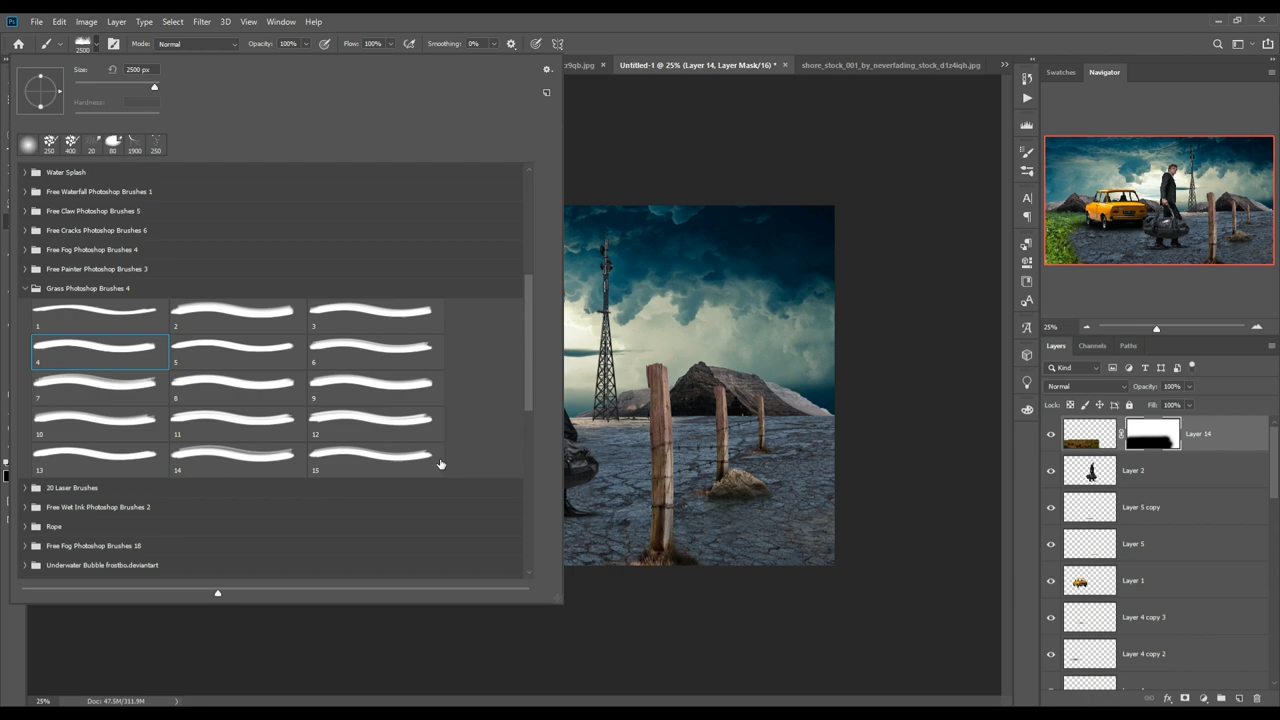 Ps File Edit Image Layer Type Select Filter 3D View Window Help
2500 Mode: Normal Opacity: 100% Flow: 100% Smoothing: 0%
Untitled-1 @ 25% (Layer 14, Layer Mask/16) * × shore_stock_001_by_neverfading_stock_d1z4iqh.jpg
Size: 2500 px
Hardness:
250 400 20 80 1900 250
Water Splash
Free Waterfall Photoshop Brushes 1
Free Claw Photoshop Brushes 5
Free Cracks Photoshop Brushes 6
Free Fog Photoshop Brushes 4
Free Painter Photoshop Brushes 3
Grass Photoshop Brushes 4
1 2 3
4 5 6
7 8 9
10 11 12
13 14 15
20 Laser Brushes
Free Wet Ink Photoshop Brushes 2
Rope
Free Fog Photoshop Brushes 18
Underwater Bubble frostbo.deviantart
25% Doc: 47.5M/311.9M
Swatches Navigator
25%
Layers Channels Paths
Kind
Normal Opacity: 100%
Lock: Fill: 100%
Layer 14
Layer 2
Layer 5 copy
Layer 5
Layer 1
Layer 4 copy 3
Layer 4 copy 2